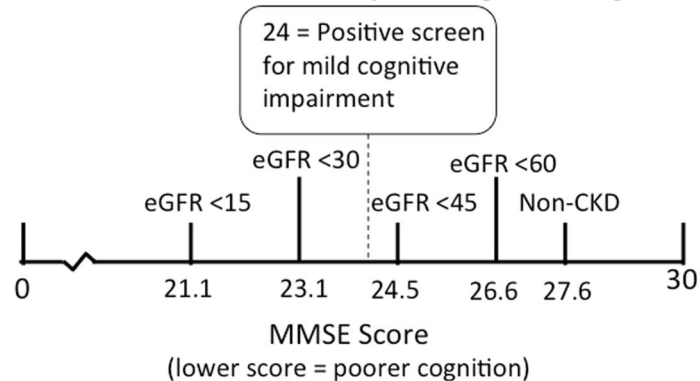 24 = Positive screen
for mild cognitive
impairment
eGFR <30
eGFR <60
eGFR <15
eGFR <45
Non-CKD
0
21.1
23.1
24.5
26.6
27.6
30
MMSE Score
(lower score = poorer cognition)